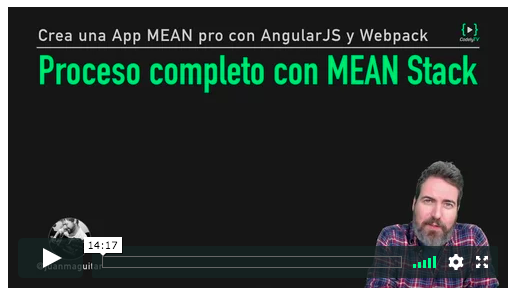 Crea una App MEAN pro con AngularJS y Webpack
CodelyTV
Proceso completo con MEAN Stack
14:17
@juanmaguitar